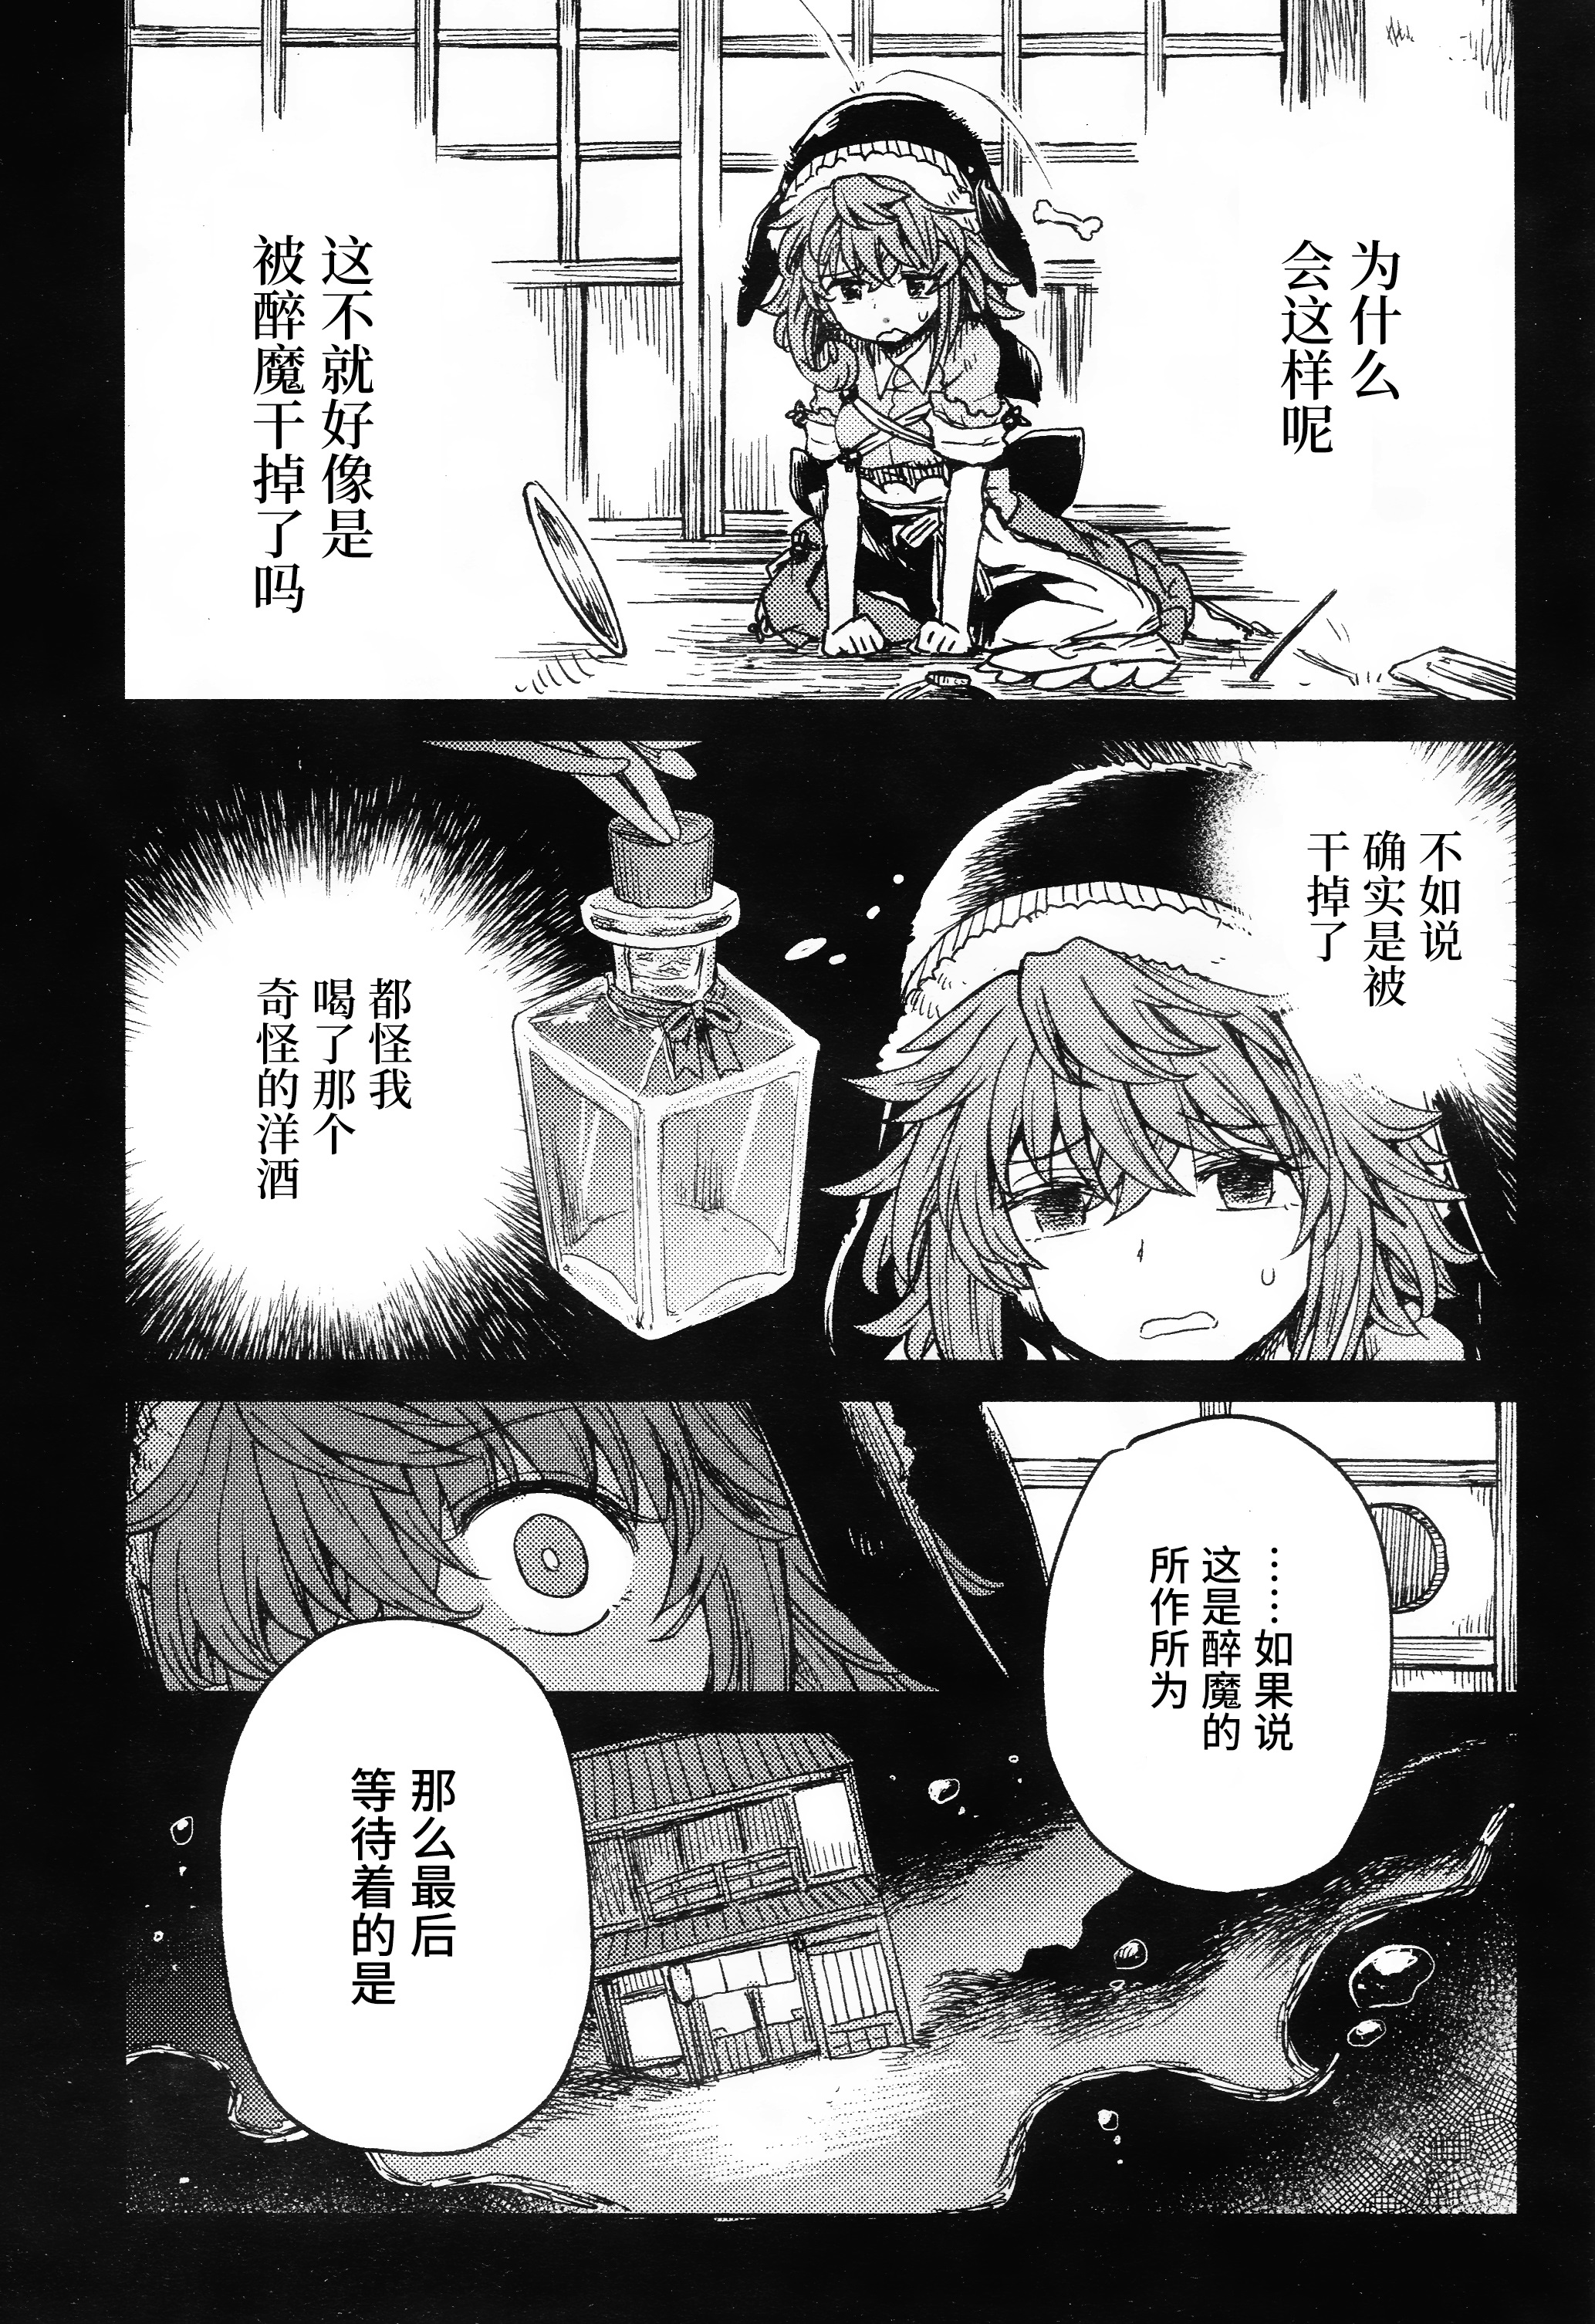 为什么
会这样呢
这不就好像是
被醉魔干掉了吗
不如说
确实是被
干掉了
都怪我
喝了那个
奇怪的洋酒
……如果说
这是醉魔的
所作所为
那么最后
等待着的是